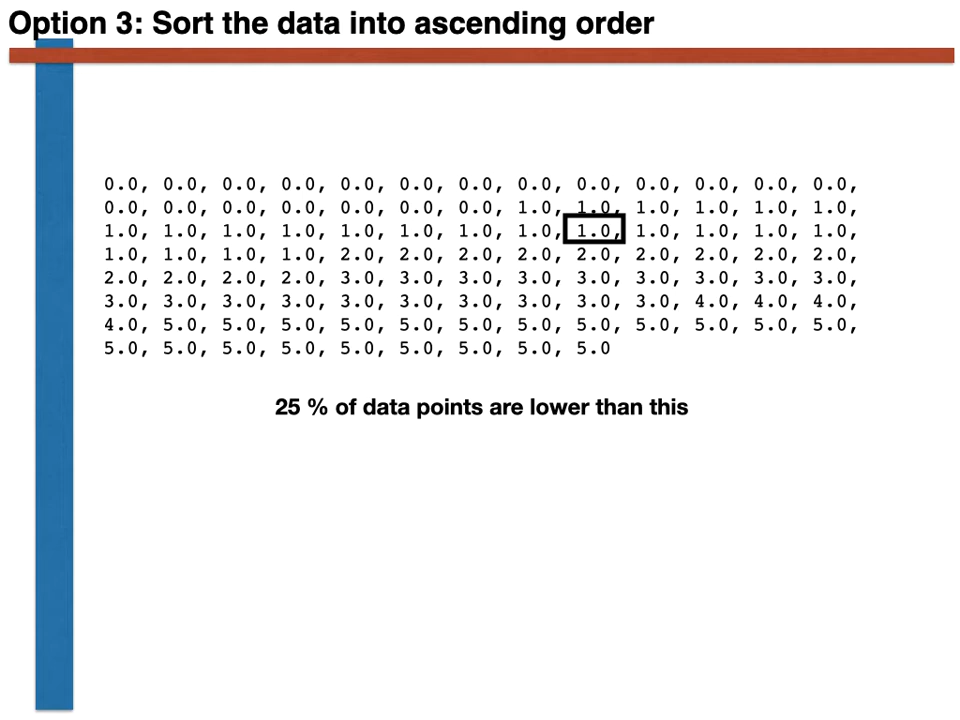 Option 3: Sort the data into ascending order
0.0, 0.0, 0.0, 0.0, 0.0, 0.0, 0.0, 0.0, 0.0, 0.0, 0.0, 0.0, 0.0,
0.0, 0.0, 0.0, 0.0, 0.0, 0.0, 0.0, 1.0, 1.0, 1.0, 1.0, 1.0, 1.0,
1.0, 1.0, 1.0, 1.0, 1.0, 1.0, 1.0, 1.0, 1.0, 1.0, 1.0, 1.0, 1.0,
1.0, 1.0, 1.0, 1.0, 2.0, 2.0, 2.0, 2.0, 2.0, 2.0, 2.0, 2.0, 2.0,
2.0, 2.0, 2.0, 2.0, 3.0, 3.0, 3.0, 3.0, 3.0, 3.0, 3.0, 3.0, 3.0,
3.0, 3.0, 3.0, 3.0, 3.0, 3.0, 3.0, 3.0, 3.0, 3.0, 4.0, 4.0, 4.0,
4.0, 5.0, 5.0, 5.0, 5.0, 5.0, 5.0, 5.0, 5.0, 5.0, 5.0, 5.0, 5.0,
5.0, 5.0, 5.0, 5.0, 5.0, 5.0, 5.0, 5.0, 5.0
25 % of data points are lower than this